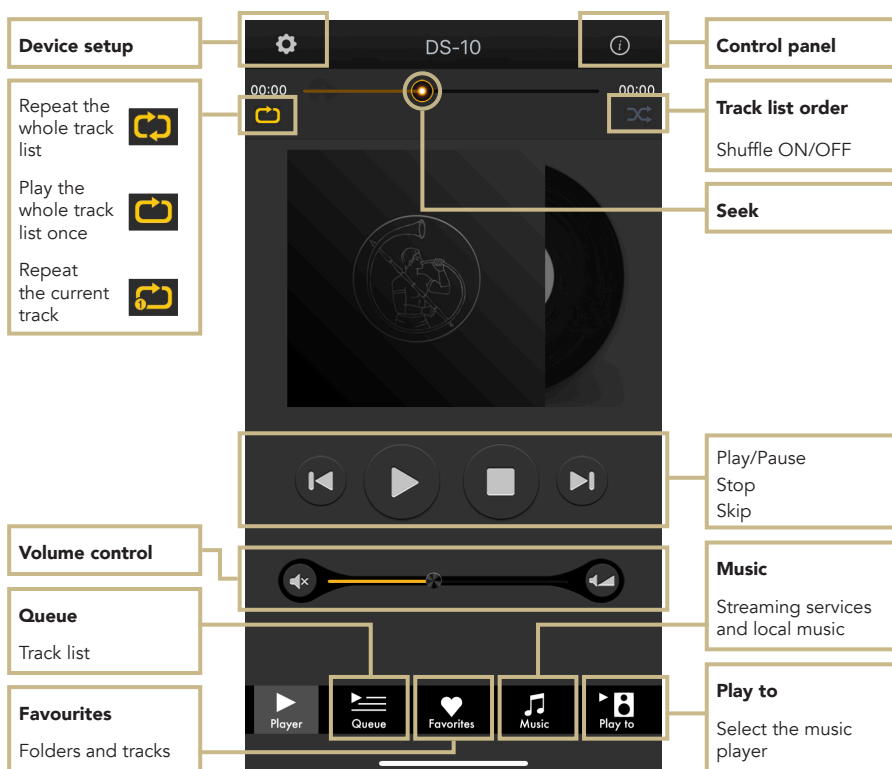 Device setup
Repeat the
whole track
list
Play the
whole track
list once
Repeat
the current
track
1
DS-10
i
00:00
00:00
Control panel
Track list order
Shuffle ON/OFF
Seek
Play/Pause
Stop
Skip
Volume control
Queue
Track list
Favourites
Folders and tracks
Music
Streaming services
and local music
Play to
Select the music
player
Player
Queue
Favorites
Music
Play to